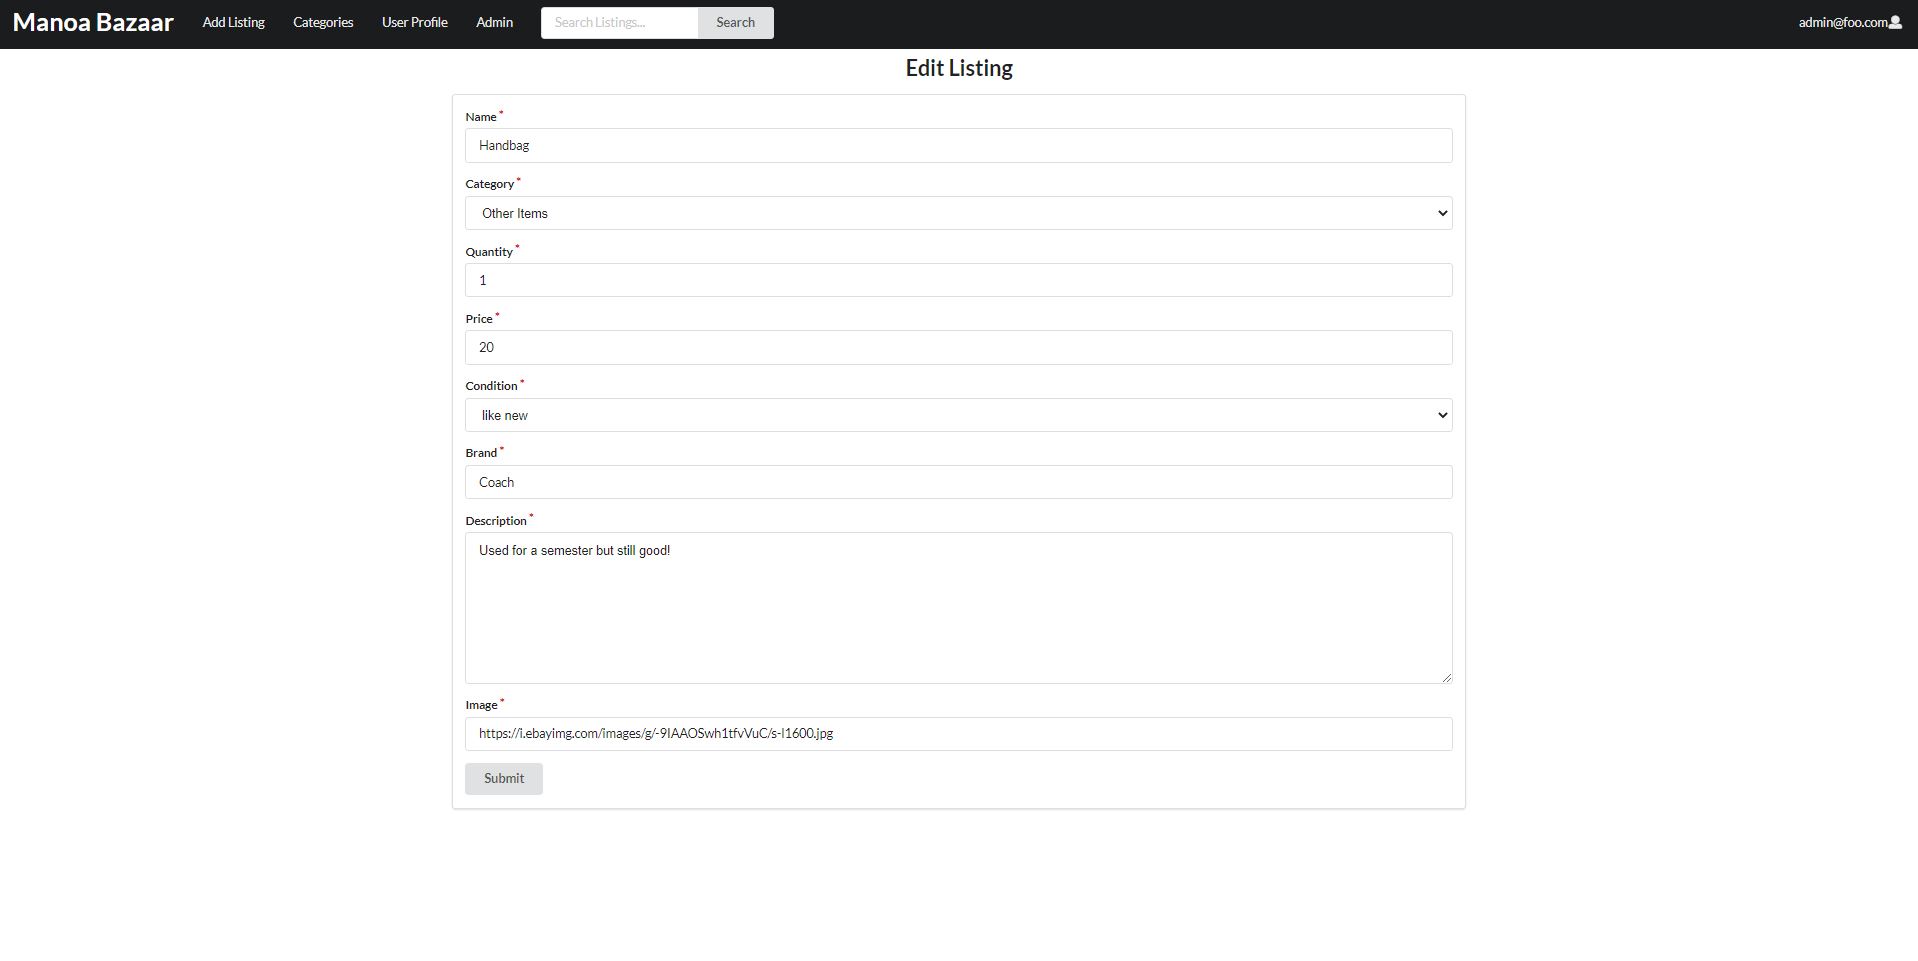 Manoa Bazaar Add Listing Categories User Profile Admin Search Listings... Search admin@foo.com
Edit Listing
Name *
Handbag
Category *
Other Items
Quantity *
1
Price *
20
Condition *
like new
Brand *
Coach
Description *
Used for a semester but still good!
Image *
https://i.ebayimg.com/images/g/-9IAAOSwh1tfvVuC/s-l1600.jpg
Submit